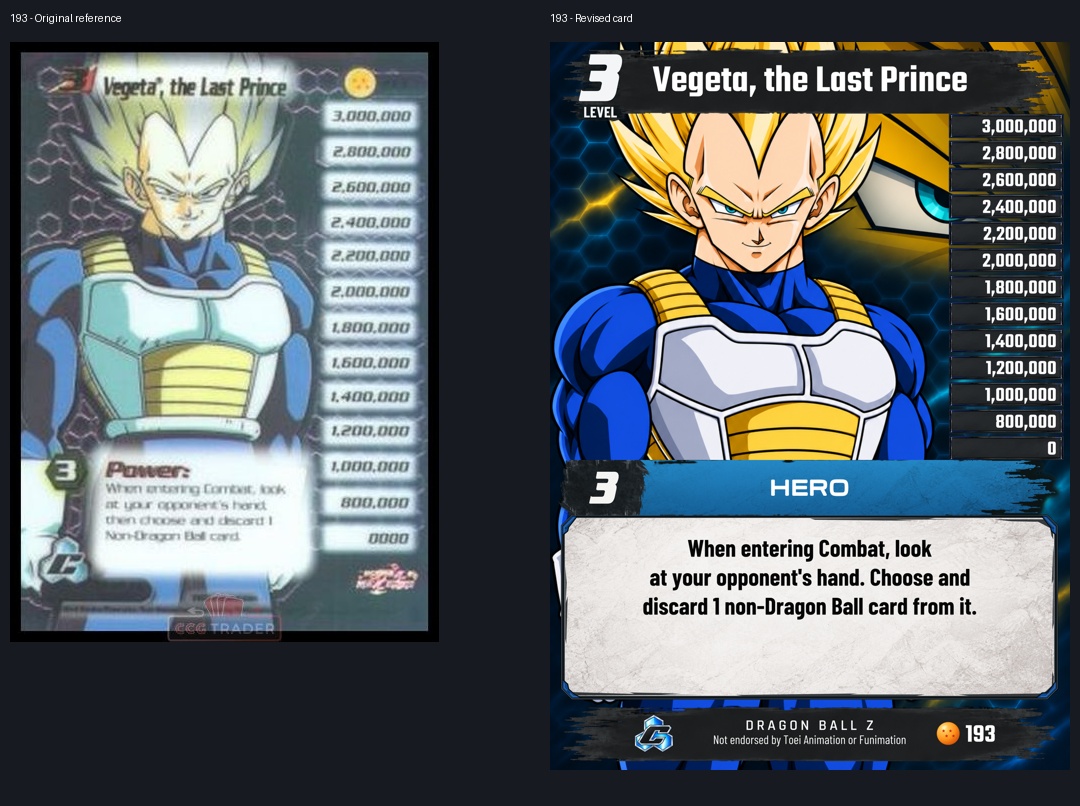 193 - Original reference
Vegeta, the Last Prince
3,000,000
2,800,000
2,600,000
2,400,000
2,200,000
2,000,000
1,800,000
1,600,000
1,400,000
1,200,000
1,000,000
800,000
0000
3
Power:
When entering Combat, look
at your opponent's hand,
then choose and discard 1
Non-Dragon Ball card.
CCG TRADER
193 - Revised card
3
LEVEL
Vegeta, the Last Prince
3,000,000
2,800,000
2,600,000
2,400,000
2,200,000
2,000,000
1,800,000
1,600,000
1,400,000
1,200,000
1,000,000
800,000
0
3
HERO
When entering Combat, look
at your opponent's hand. Choose and
discard 1 non-Dragon Ball card from it.
DRAGON BALL Z
Not endorsed by Toei Animation or Funimation
193